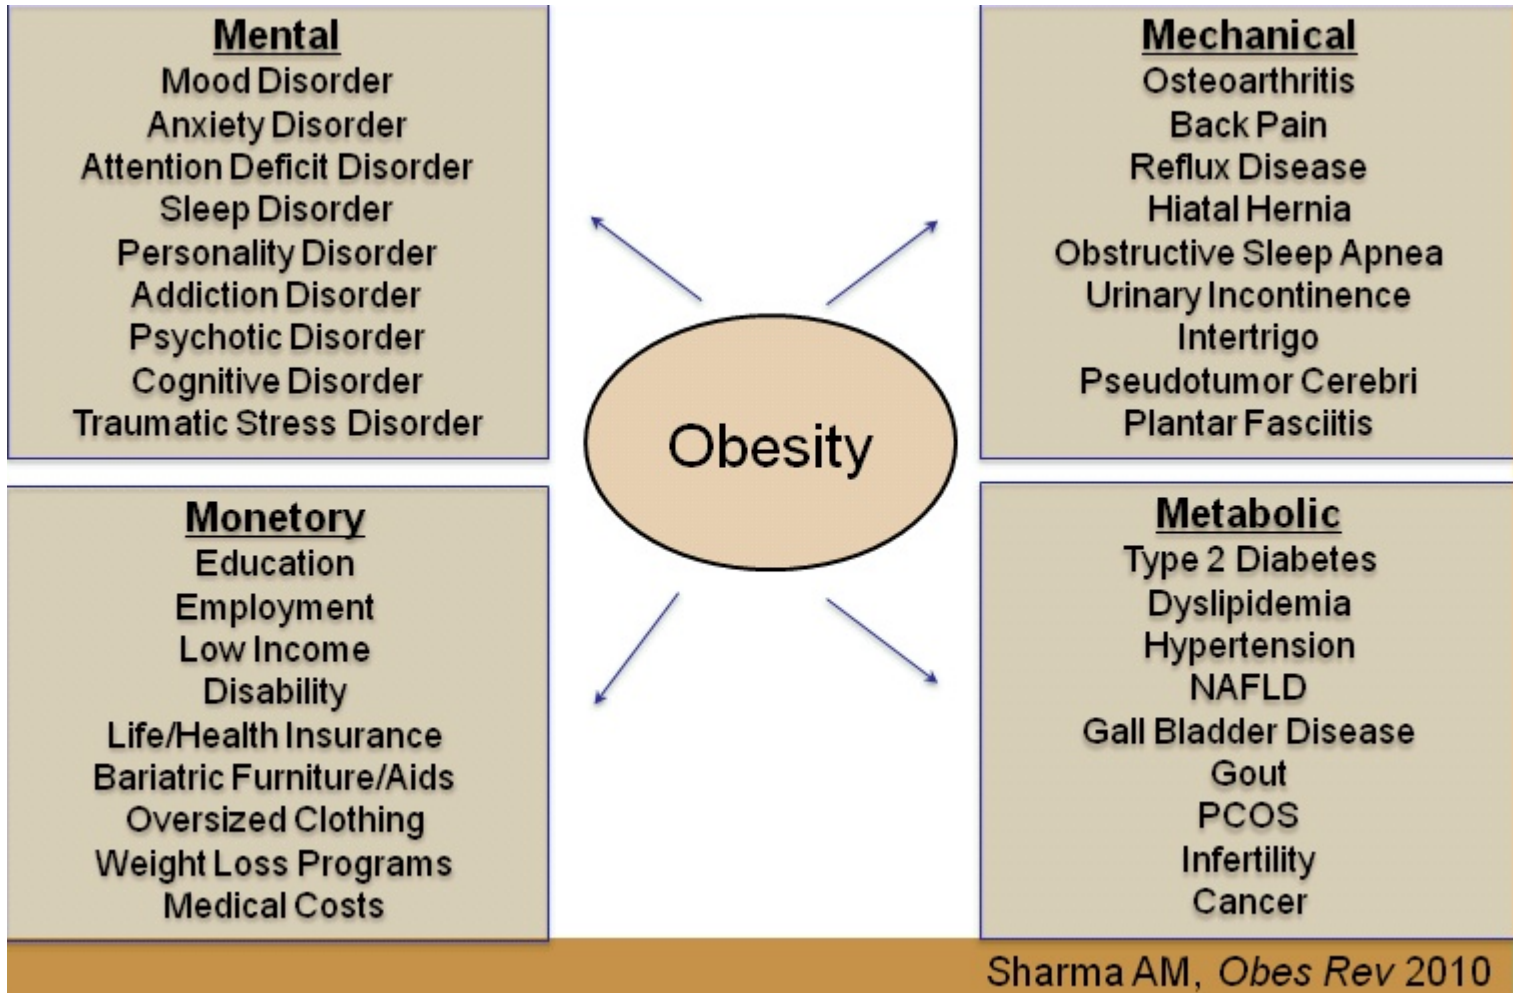 Mental
Mood Disorder
Anxiety Disorder
Attention Deficit Disorder
Sleep Disorder
Personality Disorder
Addiction Disorder
Psychotic Disorder
Cognitive Disorder
Traumatic Stress Disorder
Mechanical
Osteoarthritis
Back Pain
Reflux Disease
Hiatal Hernia
Obstructive Sleep Apnea
Urinary Incontinence
Intertrigo
Pseudotumor Cerebri
Plantar Fasciitis
Obesity
Monetory
Education
Employment
Low Income
Disability
Life/Health Insurance
Bariatric Furniture/Aids
Oversized Clothing
Weight Loss Programs
Medical Costs
Metabolic
Type 2 Diabetes
Dyslipidemia
Hypertension
NAFLD
Gall Bladder Disease
Gout
PCOS
Infertility
Cancer
Sharma AM, Obes Rev 2010